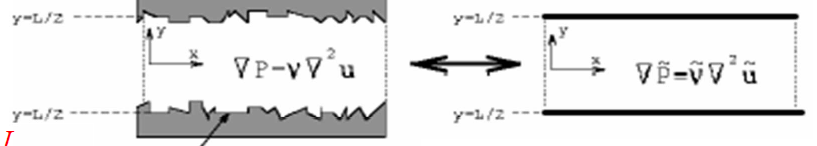 y=L/2
y
x
∇P=ν∇²u
y=L/2
I
y=L/2
y
x
∇P̃=ν̃∇²ũ
y=L/2